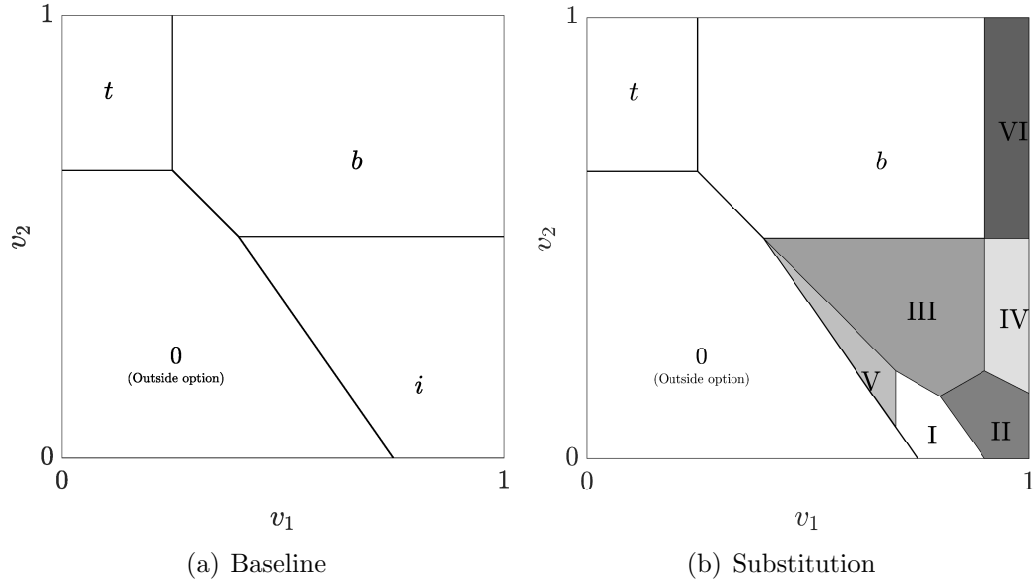 1
t
b
v2
0
(Outside option)
i
0
0
1
v1
(a) Baseline
1
t
b
VI
v2
III
IV
0
(Outside option)
V
I
II
0
0
1
v1
(b) Substitution